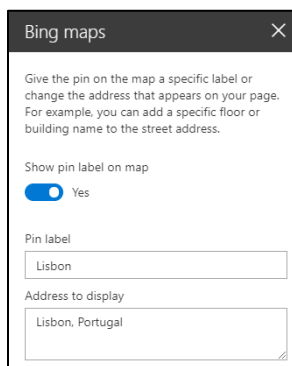 Bing maps
Give the pin on the map a specific label or
change the address that appears on your page.
For example, you can add a specific floor or
building name to the street address.
Show pin label on map
Yes
Pin label
Lisbon
Address to display
Lisbon, Portugal